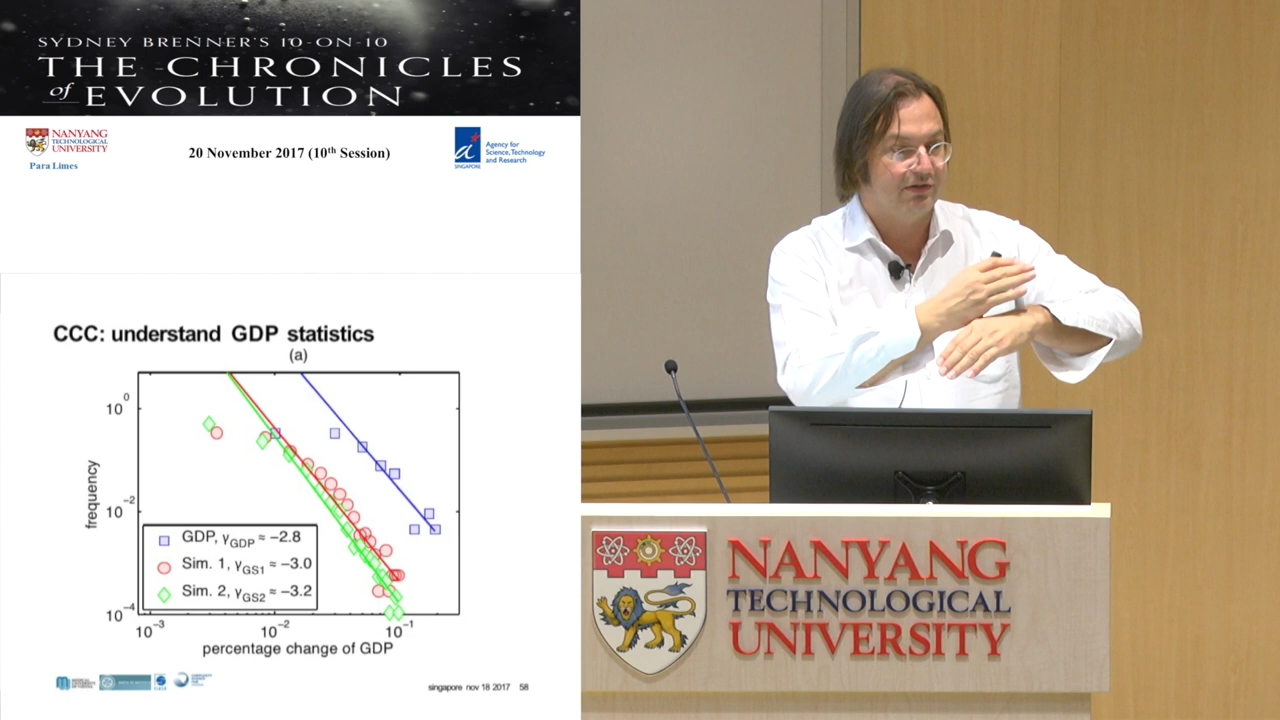 SYDNEY BRENNER'S 10-ON-10
THE CHRONICLES
of EVOLUTION
NANYANG
TECHNOLOGICAL
UNIVERSITY
Para Limes
20 November 2017 (10th Session)
SINGAPORE
Agency for
Science, Technology
and Research
CCC: understand GDP statistics
(a)
frequency
10^0
10^-2
10^-4
GDP, γGDP ≈ −2.8
Sim. 1, γGS1 ≈ −3.0
Sim. 2, γGS2 ≈ −3.2
10^-3
10^-2
10^-1
percentage change of GDP
singapore nov 18 2017 58
NANYANG
TECHNOLOGICAL
UNIVERSITY